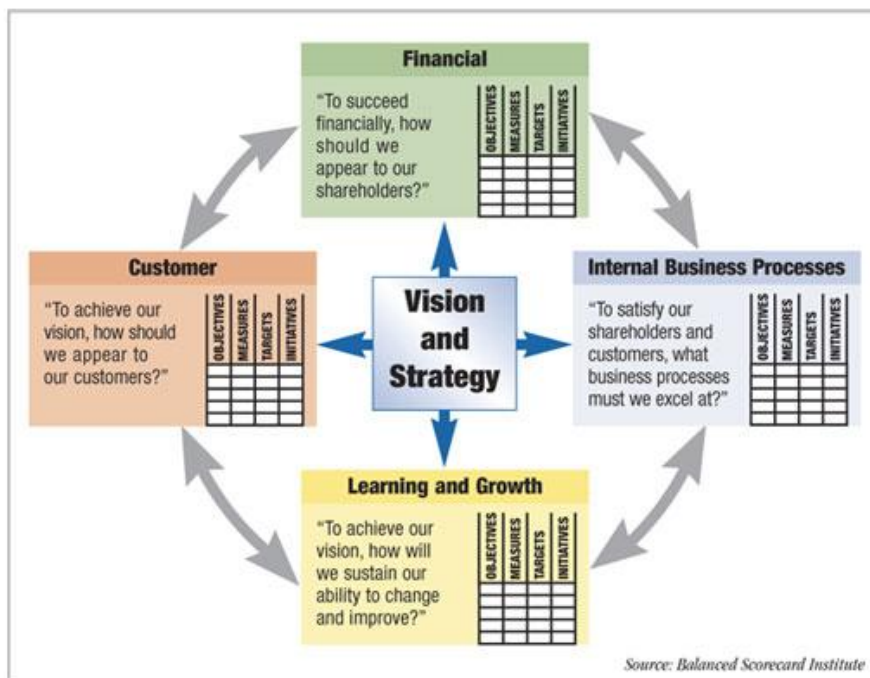 Financial
“To succeed
financially, how
should we
appear to our
shareholders?”
OBJECTIVES
MEASURES
TARGETS
INITIATIVES
Customer
“To achieve our
vision, how should
we appear to
our customers?”
OBJECTIVES
MEASURES
TARGETS
INITIATIVES
Vision
and
Strategy
Internal Business Processes
“To satisfy our
shareholders and
customers, what
business processes
must we excel at?”
OBJECTIVES
MEASURES
TARGETS
INITIATIVES
Learning and Growth
“To achieve our
vision, how will
we sustain our
ability to change
and improve?”
OBJECTIVES
MEASURES
TARGETS
INITIATIVES
Source: Balanced Scorecard Institute